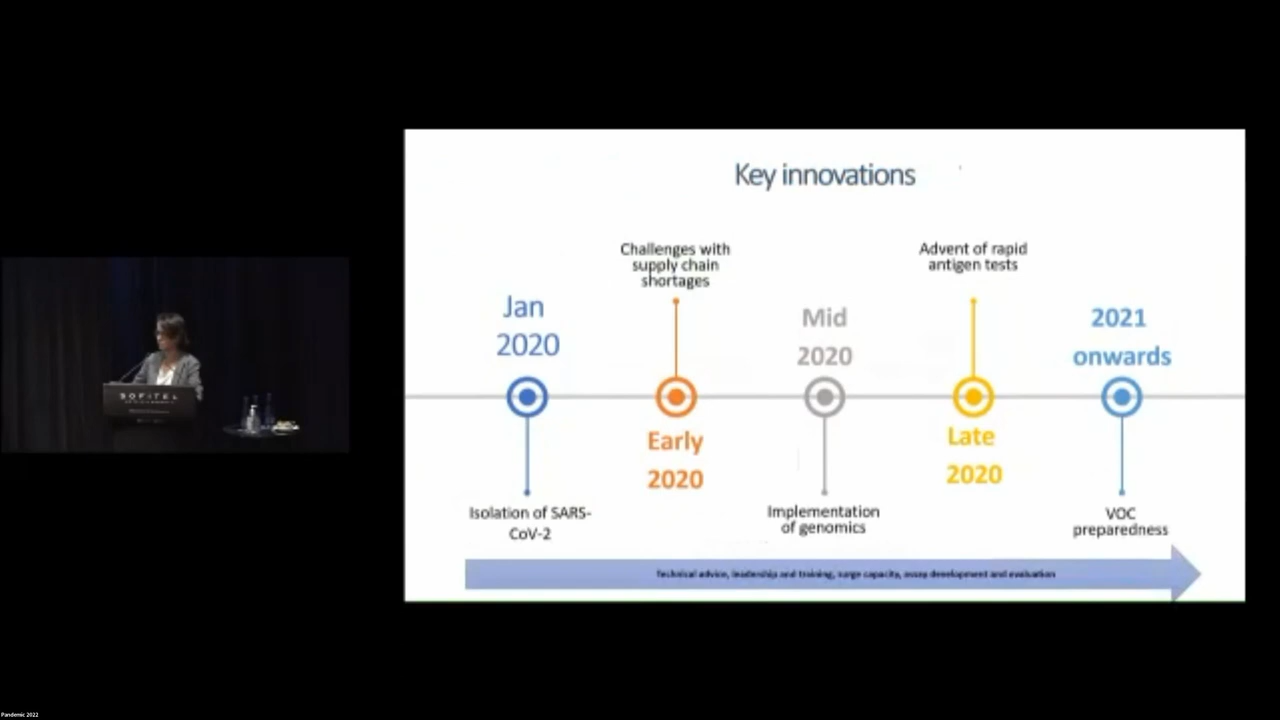 Key innovations
Challenges with
supply chain
shortages
Advent of rapid
antigen tests
Jan
2020
Mid
2020
2021
onwards
Early
2020
Late
2020
Isolation of SARS-
CoV-2
Implementation
of genomics
VOC
preparedness
Technical advice, leadership and training, surge capacity, assay development and evaluation
SOFITEL
Pandemic 2022